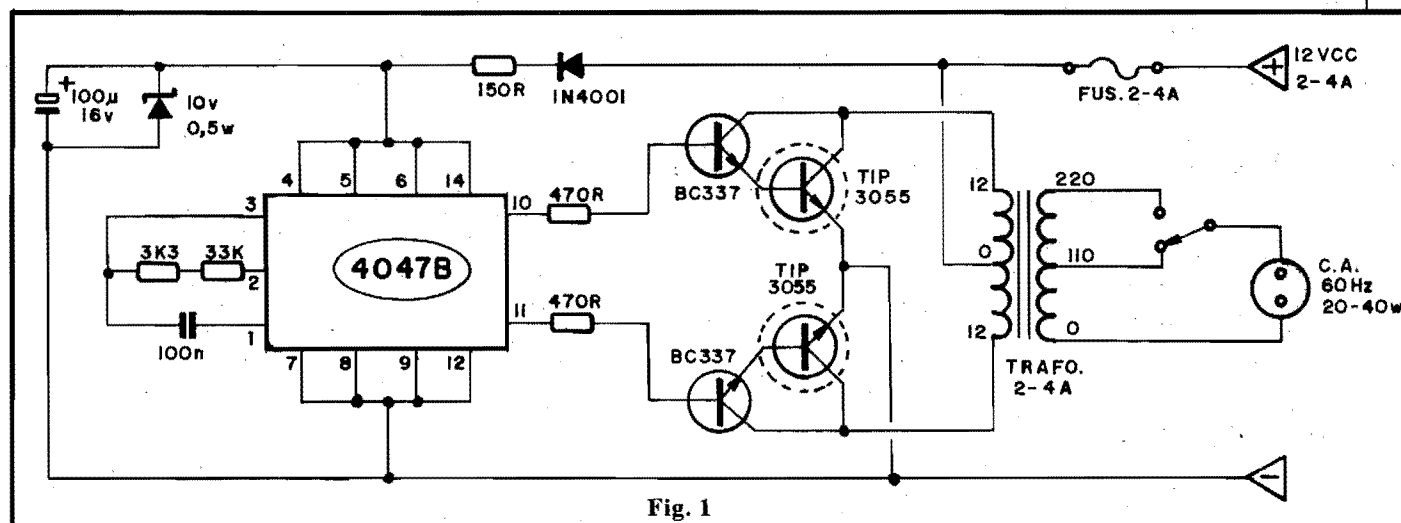 12VCC
2-4A
FUS. 2-4A
150R
1N4001
+
100µ
16v
10v
0,5w
4
5
6
14
3
10
470R
BC337
TIP
3055
12
220
3K3
33K
4047B
2
0
110
C.A.
60Hz
20-40w
TIP
3055
11
470R
1
100n
BC337
12
0
7
8
9
12
TRAFO.
2-4A
Fig. 1